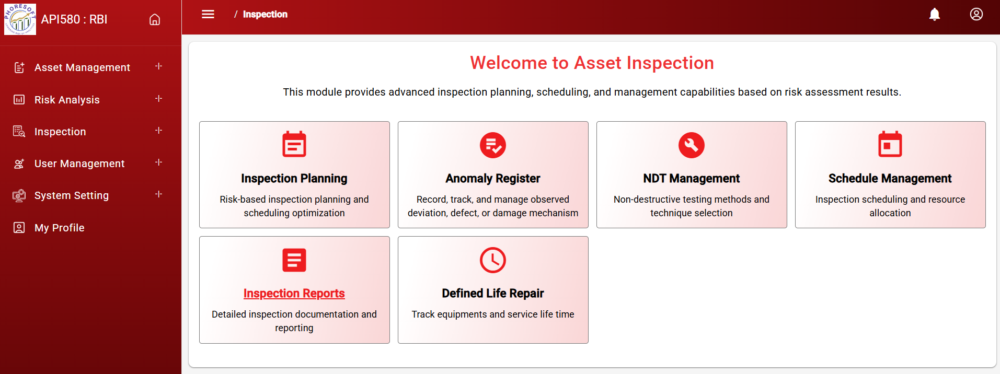 PHORESOFT
API580 : RBI
/ Inspection
Asset Management
Risk Analysis
Inspection
User Management
System Setting
My Profile
Welcome to Asset Inspection
This module provides advanced inspection planning, scheduling, and management capabilities based on risk assessment results.
Inspection Planning
Risk-based inspection planning and
scheduling optimization
Anomaly Register
Record, track, and manage observed
deviation, defect, or damage mechanism
NDT Management
Non-destructive testing methods and
technique selection
Schedule Management
Inspection scheduling and resource
allocation
Inspection Reports
Detailed inspection documentation and
reporting
Defined Life Repair
Track equipments and service life time